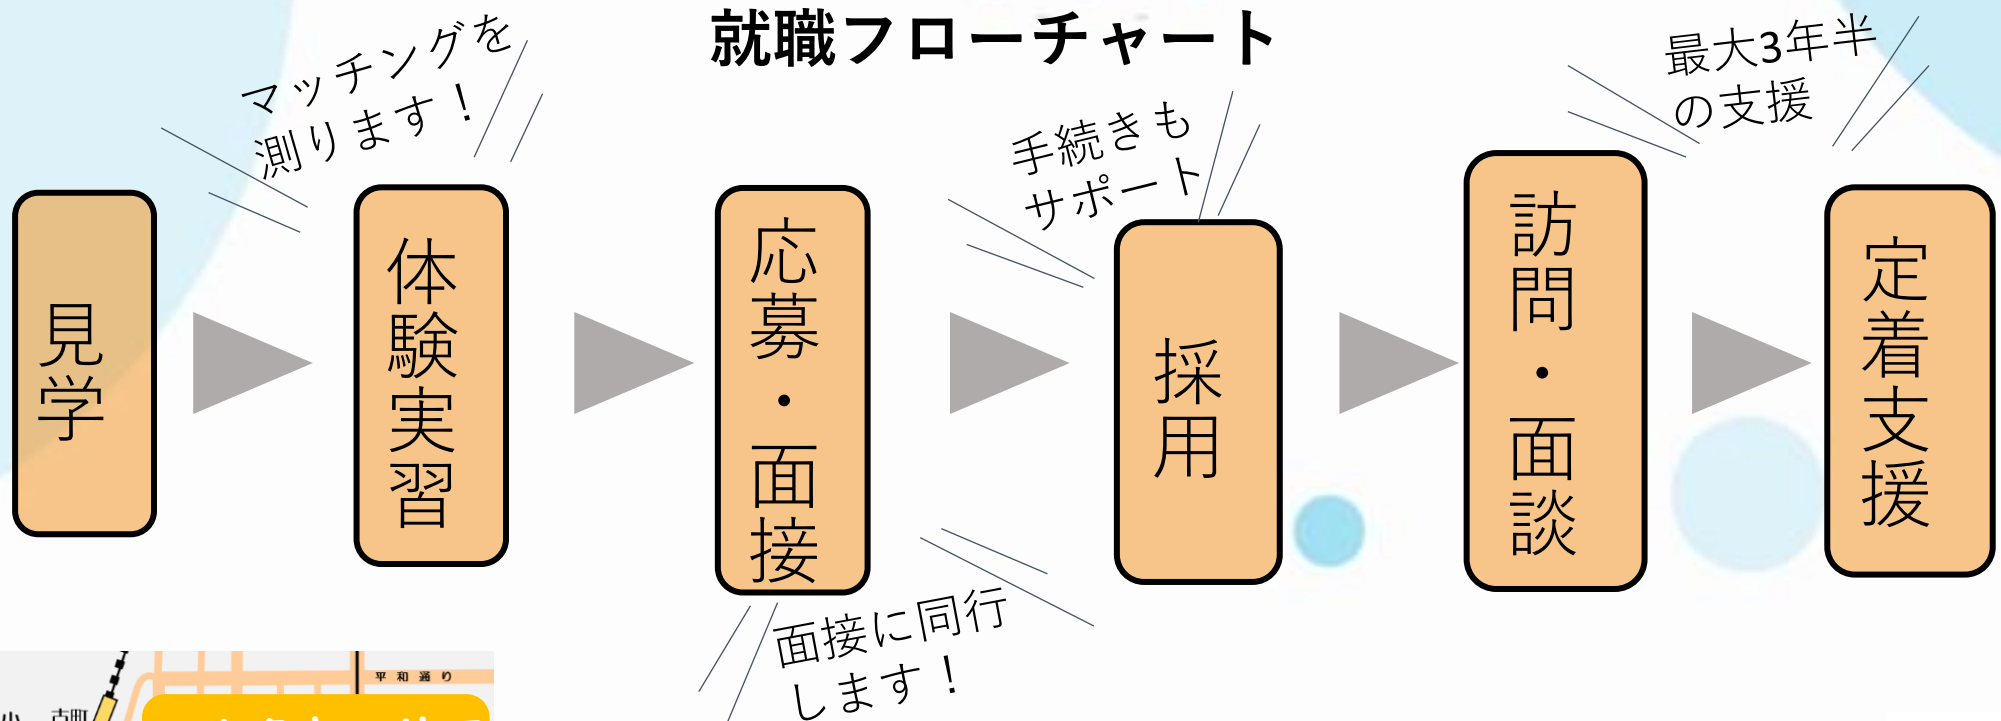 就職フローチャート
マッチングを
測ります！
手続きも
サポート
最大3年半
の支援
見学
体験実習
応募・面接
採用
訪問・面談
定着支援
面接に同行
します！
平和通り
古町